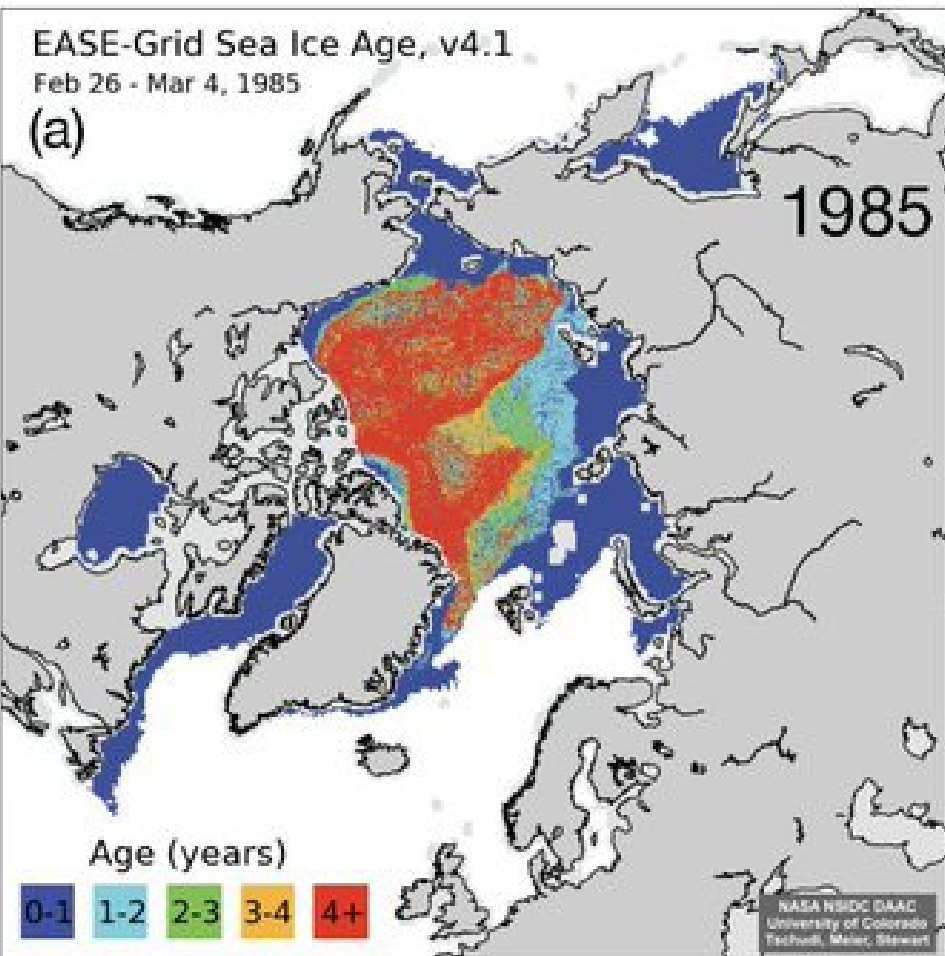 EASE-Grid Sea Ice Age, v4.1
Feb 26 - Mar 4, 1985
(a)
1985
Age (years)
0-1 1-2 2-3 3-4 4+
NASA NSIDC DAAC
University of Colorado
Tschudi, Meier, Stewart